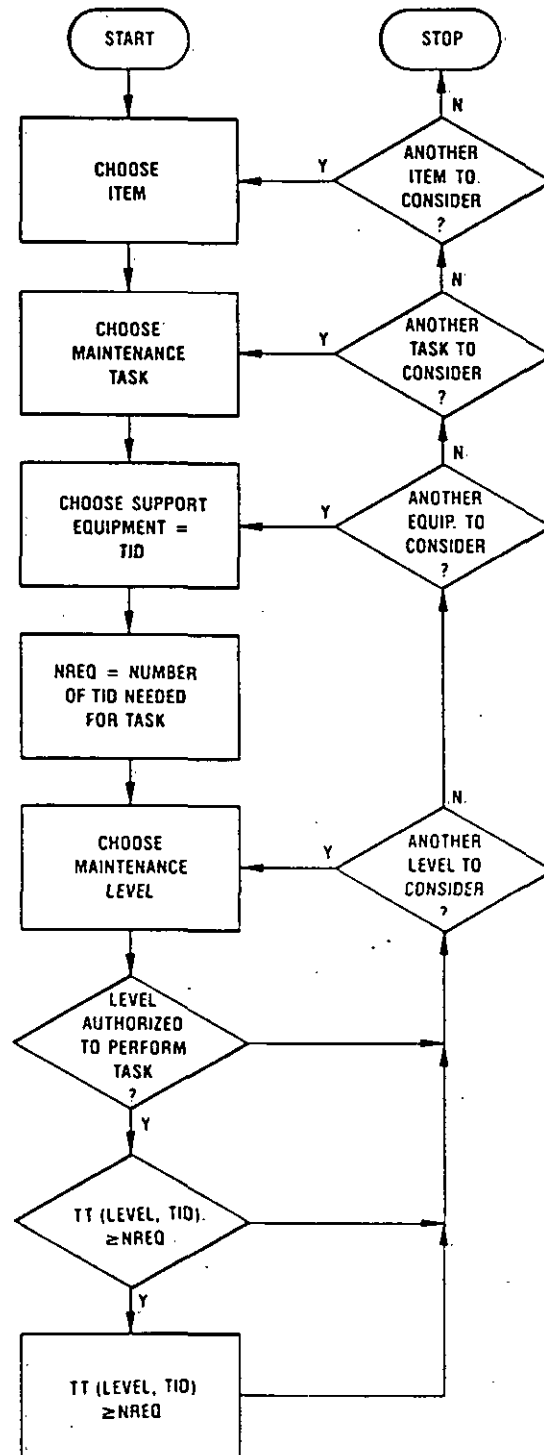 START
CHOOSE
ITEM
CHOOSE
MAINTENANCE
TASK
CHOOSE SUPPORT
EQUIPMENT =
TID
NREQ = NUMBER
OF TID NEEDED
FOR TASK
CHOOSE
MAINTENANCE
LEVEL
LEVEL
AUTHORIZED
TO PERFORM
TASK
?
Y
TT (LEVEL, TID).
≥NREQ
Y
TT (LEVEL, TID)
≥NREQ
STOP
N
ANOTHER
ITEM TO.
CONSIDER
?
Y
N
ANOTHER
TASK TO
CONSIDER
?
Y
N
ANOTHER
EQUIP. TO
CONSIDER
?
Y
N
ANOTHER
LEVEL TO
CONSIDER
?
Y